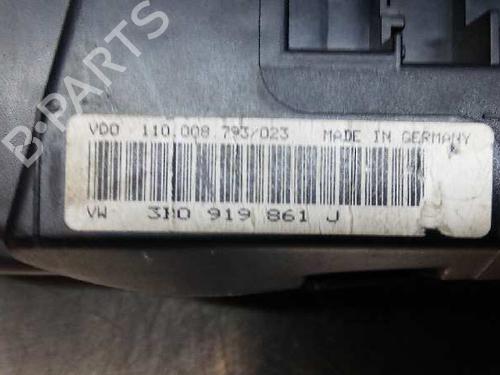 B-PARTS
VDO 110.008.793/023 MADE IN GERMANY
VW 3B0 919 861 J